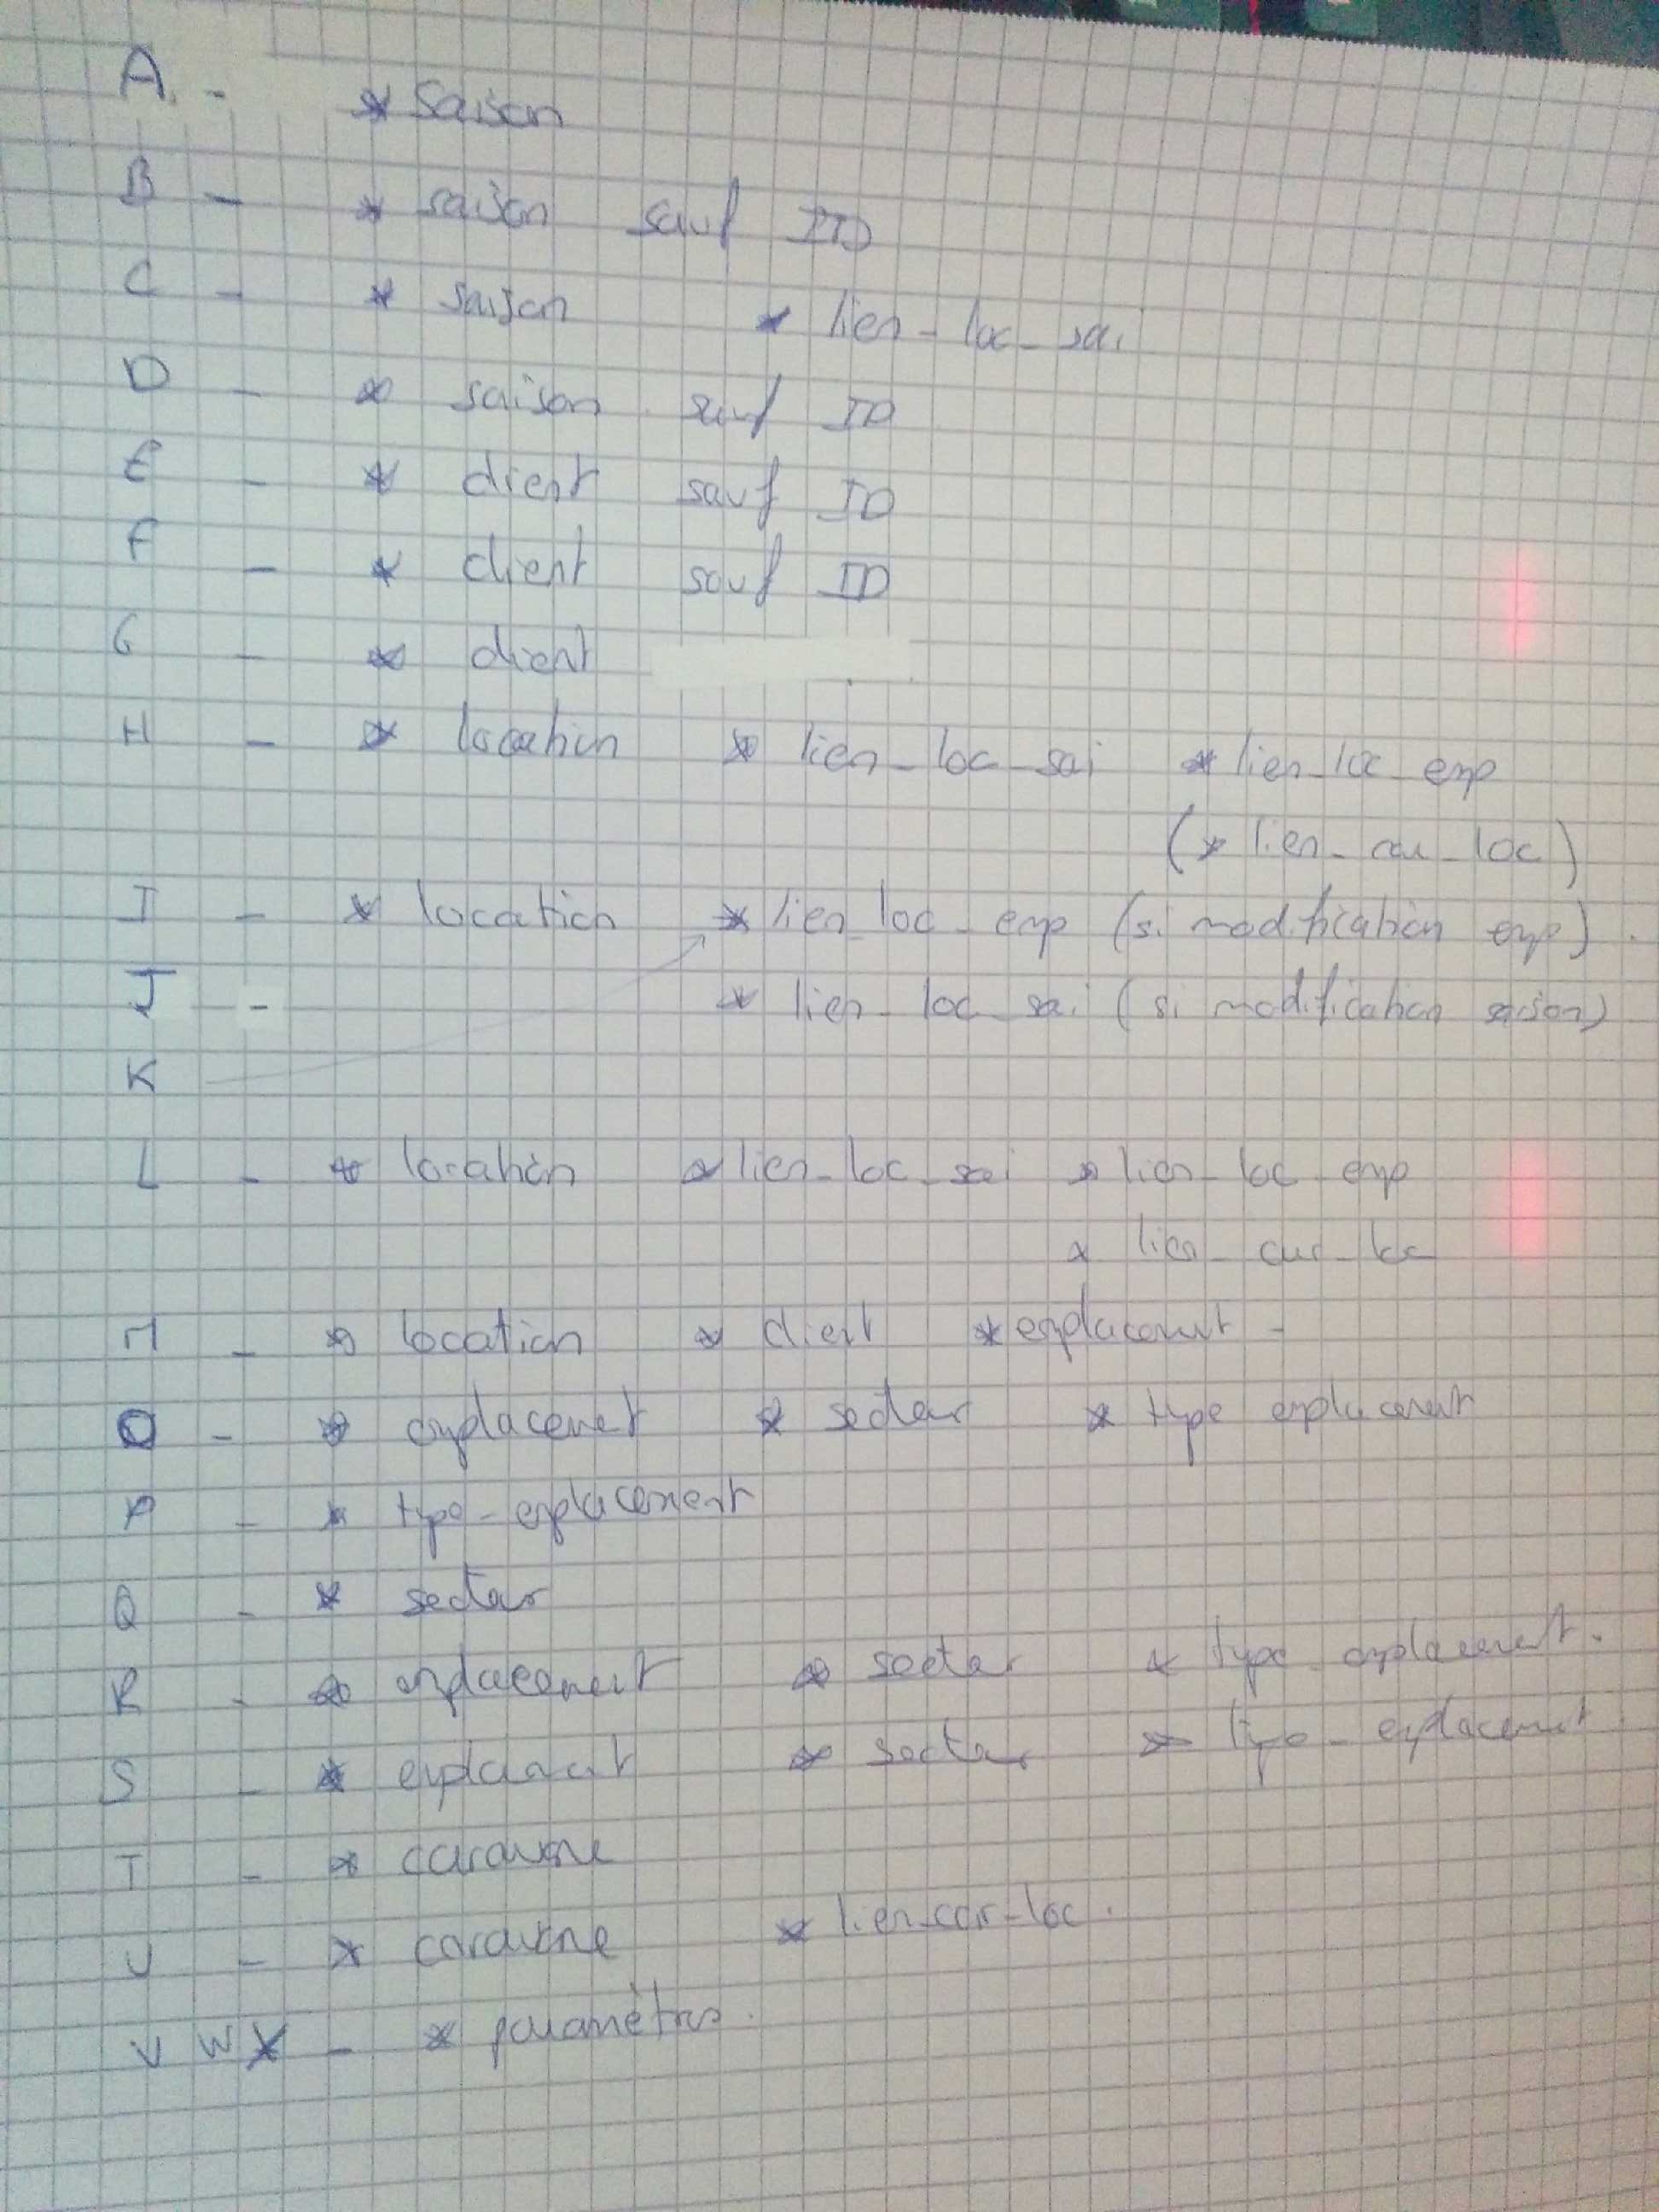 A. - * saison
B - * saison sauf ID
C - * saison * lien_loc_sai
D - * saison sauf ID
E - * client sauf ID
F - * client sauf ID
G - * client
H - * location * lien_loc_sai * lien_loc_emp
(* lien_car_loc)
I - * location * lien_loc_emp (si modification emp).
J - * lien_loc_sai (si modification saison)
K
L - * location * lien_loc_sai * lien_loc_emp
* lien_car_loc
M - * location * client * emplacement -
O - * emplacement * secteur * type emplacement
P - * type-emplacement
Q - * secteur
R - * emplacement * secteur * type_emplacement.
S - * emplacement * secteur * type_emplacement
T - * caravane
U - * caravane * lien_car_loc.
V W X - * paramètres.